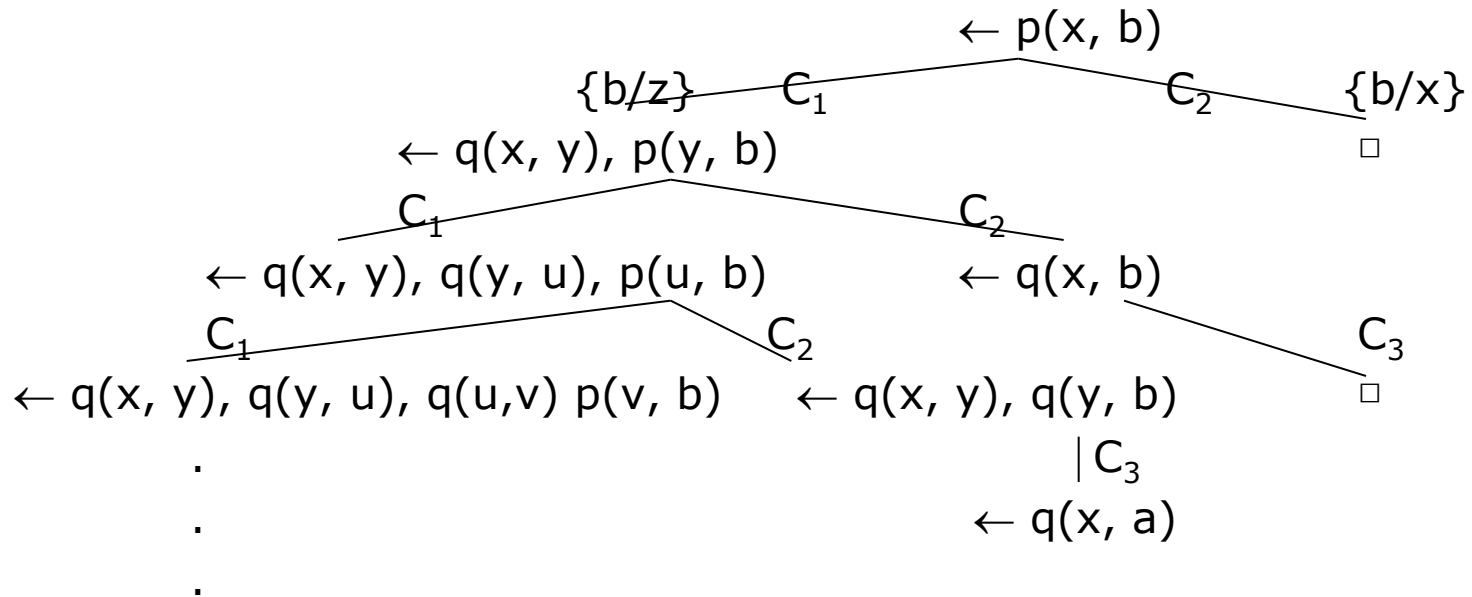 ← p(x, b)
{b/z} C₁ C₂ {b/x}
← q(x, y), p(y, b) □
C₁ C₂
← q(x, y), q(y, u), p(u, b) ← q(x, b)
C₁ C₂ C₃
← q(x, y), q(y, u), q(u,v) p(v, b) ← q(x, y), q(y, b) □
. C₃
. ← q(x, a)
.